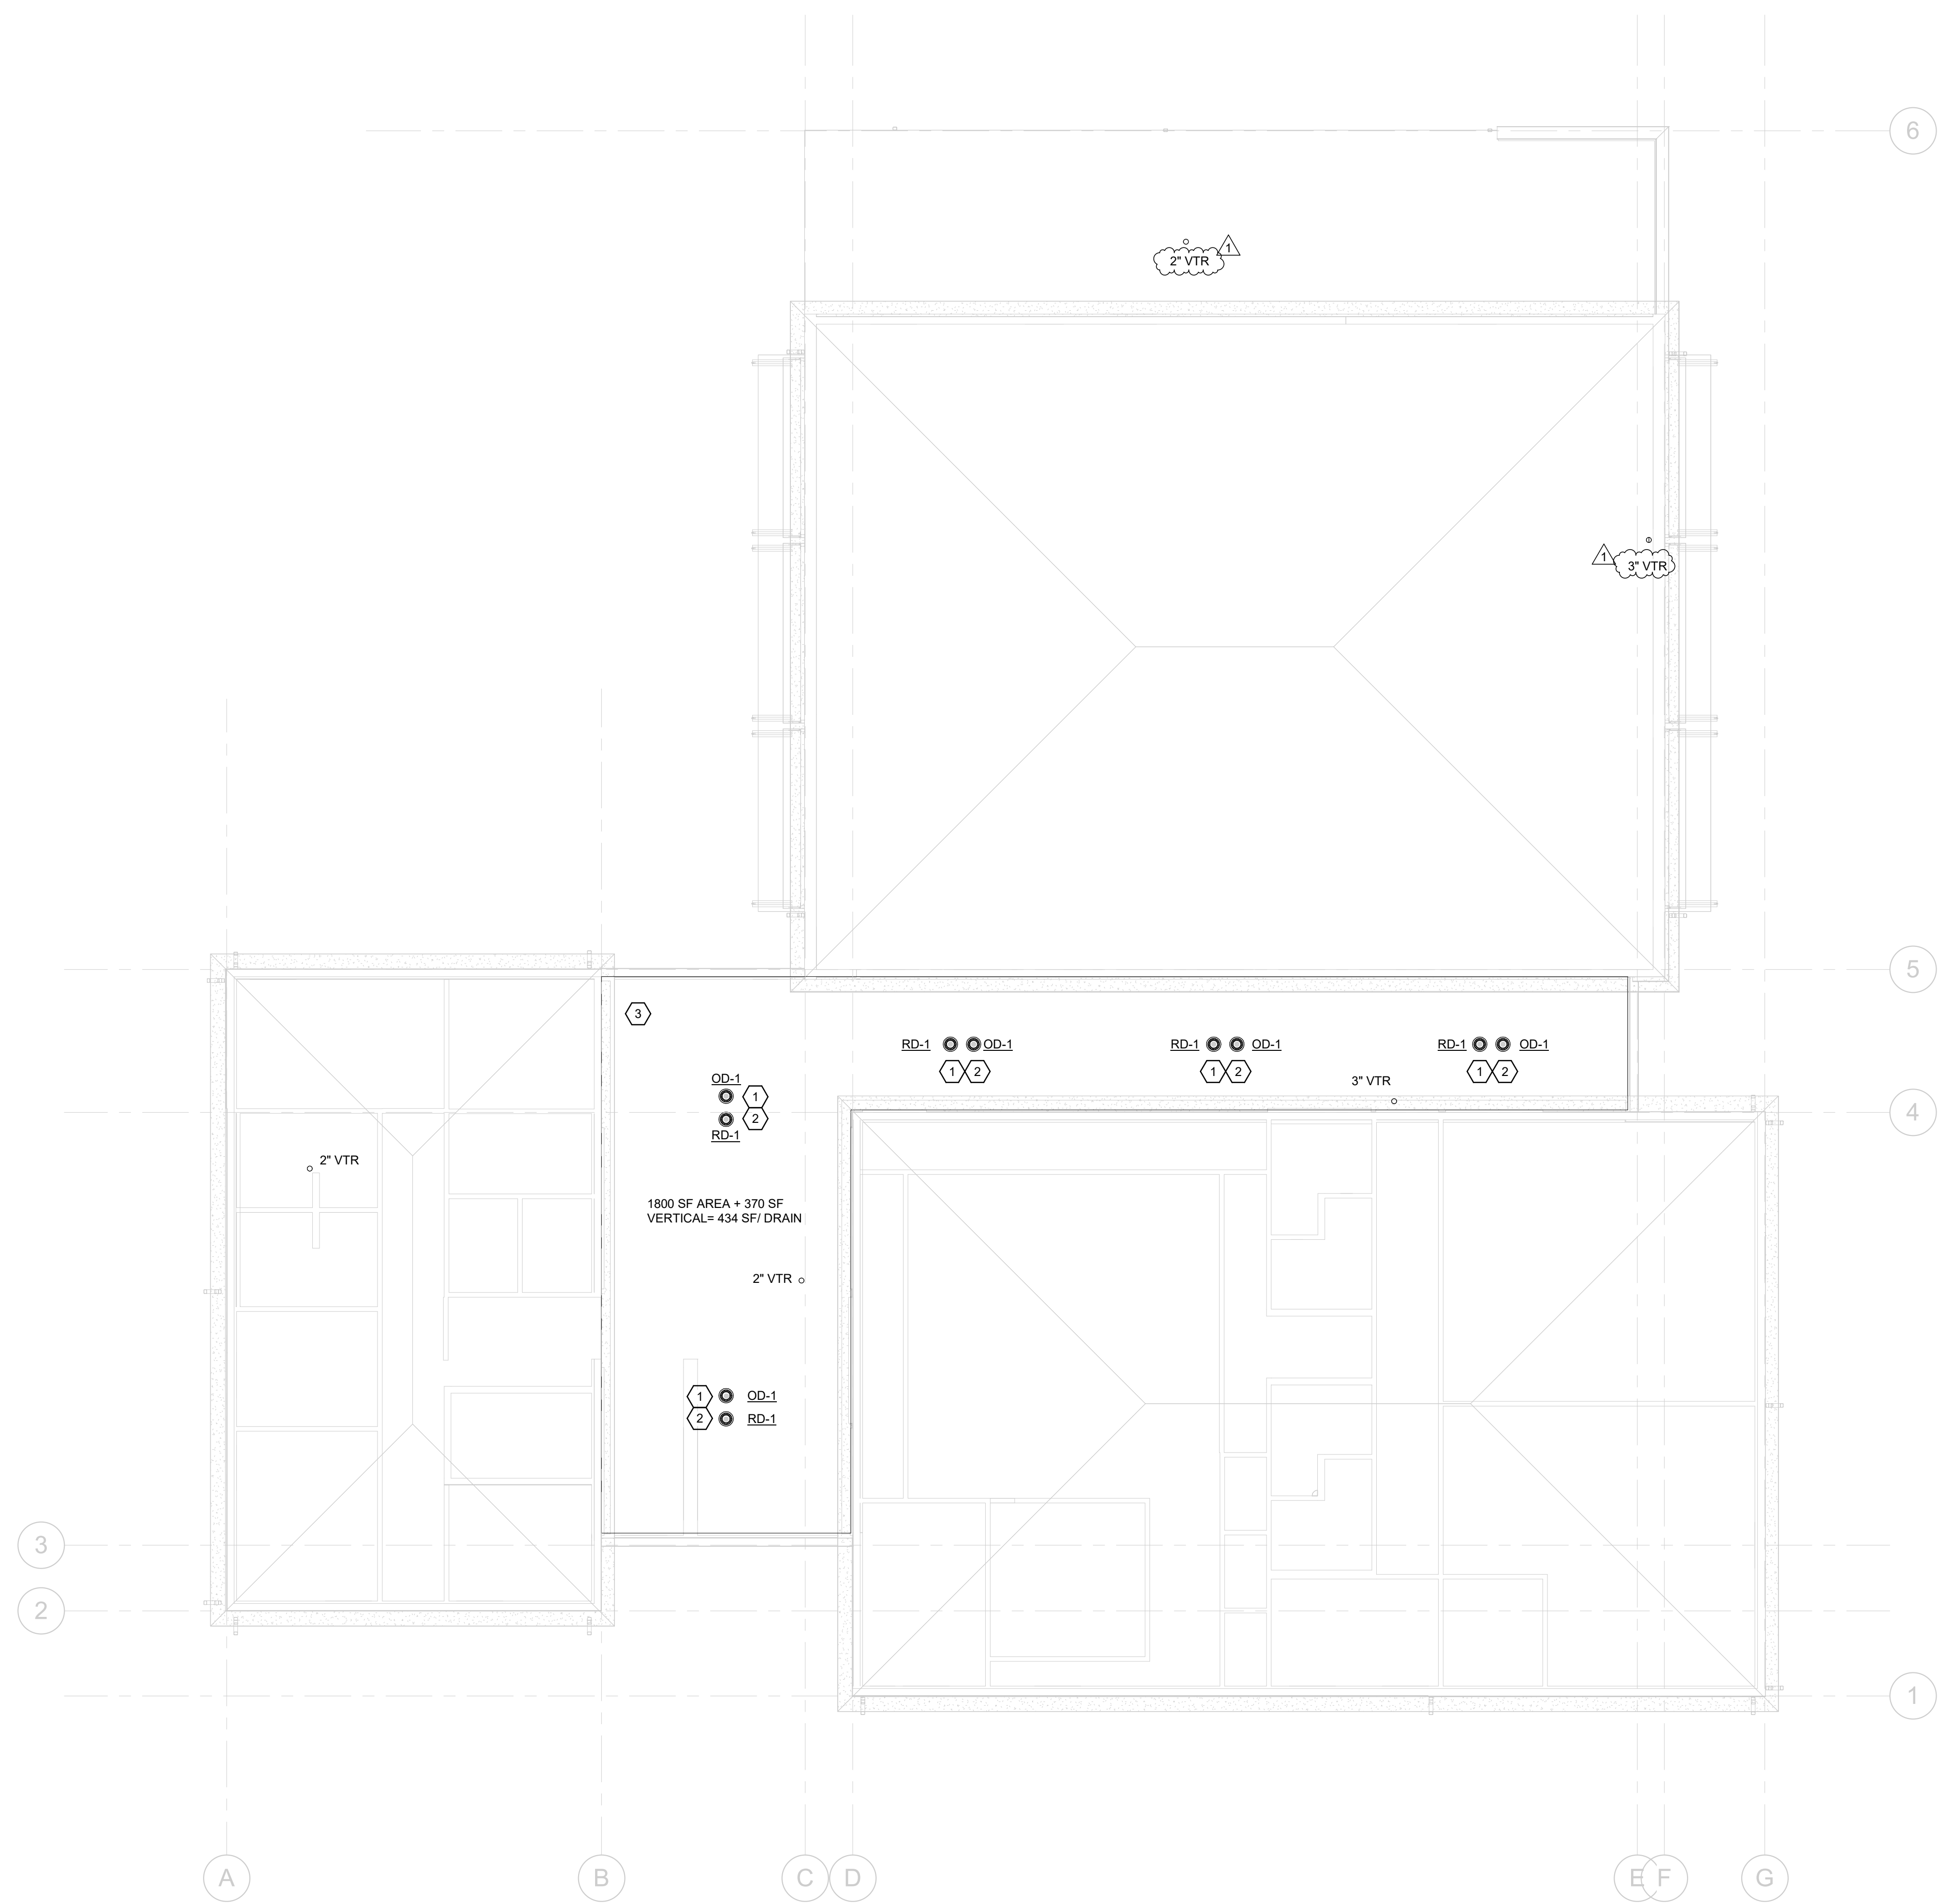 6
1
2" VTR
1
3" VTR
5
3
RD-1
OD-1
RD-1
OD-1
RD-1
OD-1
1
2
1
2
1
2
OD-1
1
3" VTR
2
RD-1
4
2" VTR
1800 SF AREA + 370 SF
VERTICAL= 434 SF/ DRAIN
2" VTR
1
OD-1
2
RD-1
3
2
1
A
B
C
D
E
F
G